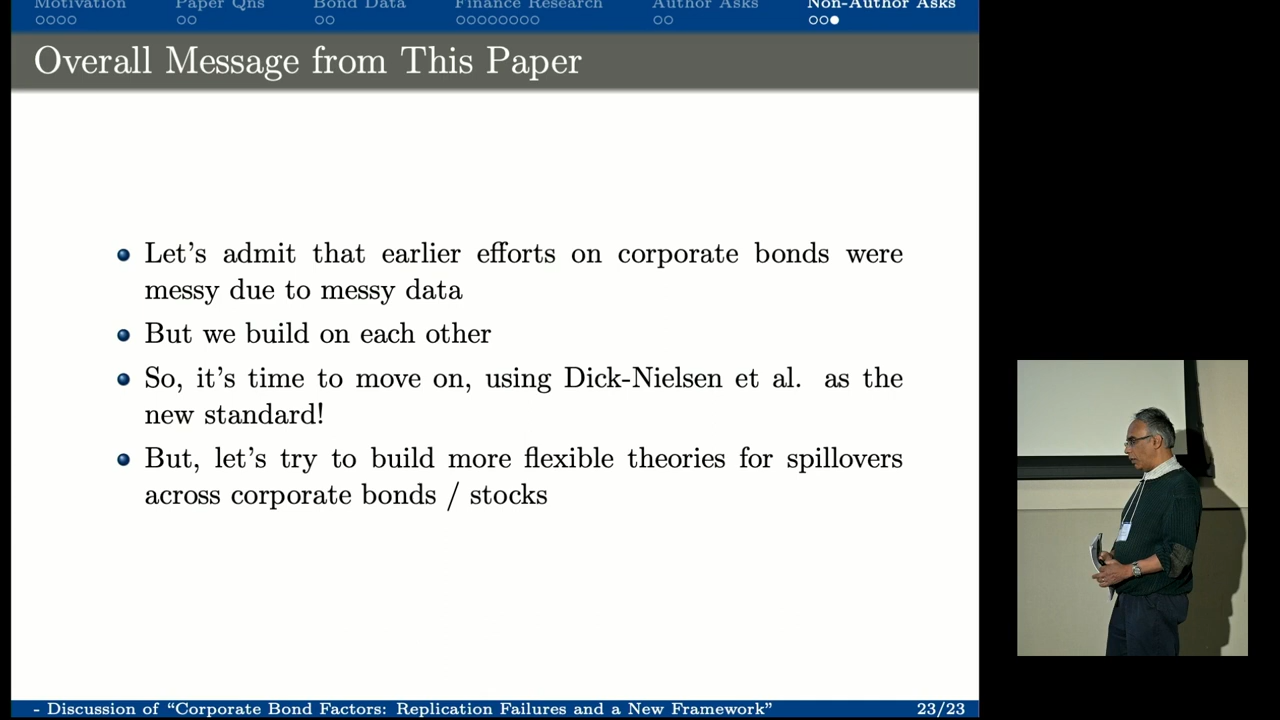 Motivation Paper Qns Bond Data Finance Research Author Asks Non-Author Asks
Overall Message from This Paper
Let's admit that earlier efforts on corporate bonds were
messy due to messy data
But we build on each other
So, it's time to move on, using Dick-Nielsen et al. as the
new standard!
But, let's try to build more flexible theories for spillovers
across corporate bonds / stocks
- Discussion of “Corporate Bond Factors: Replication Failures and a New Framework” 23/23